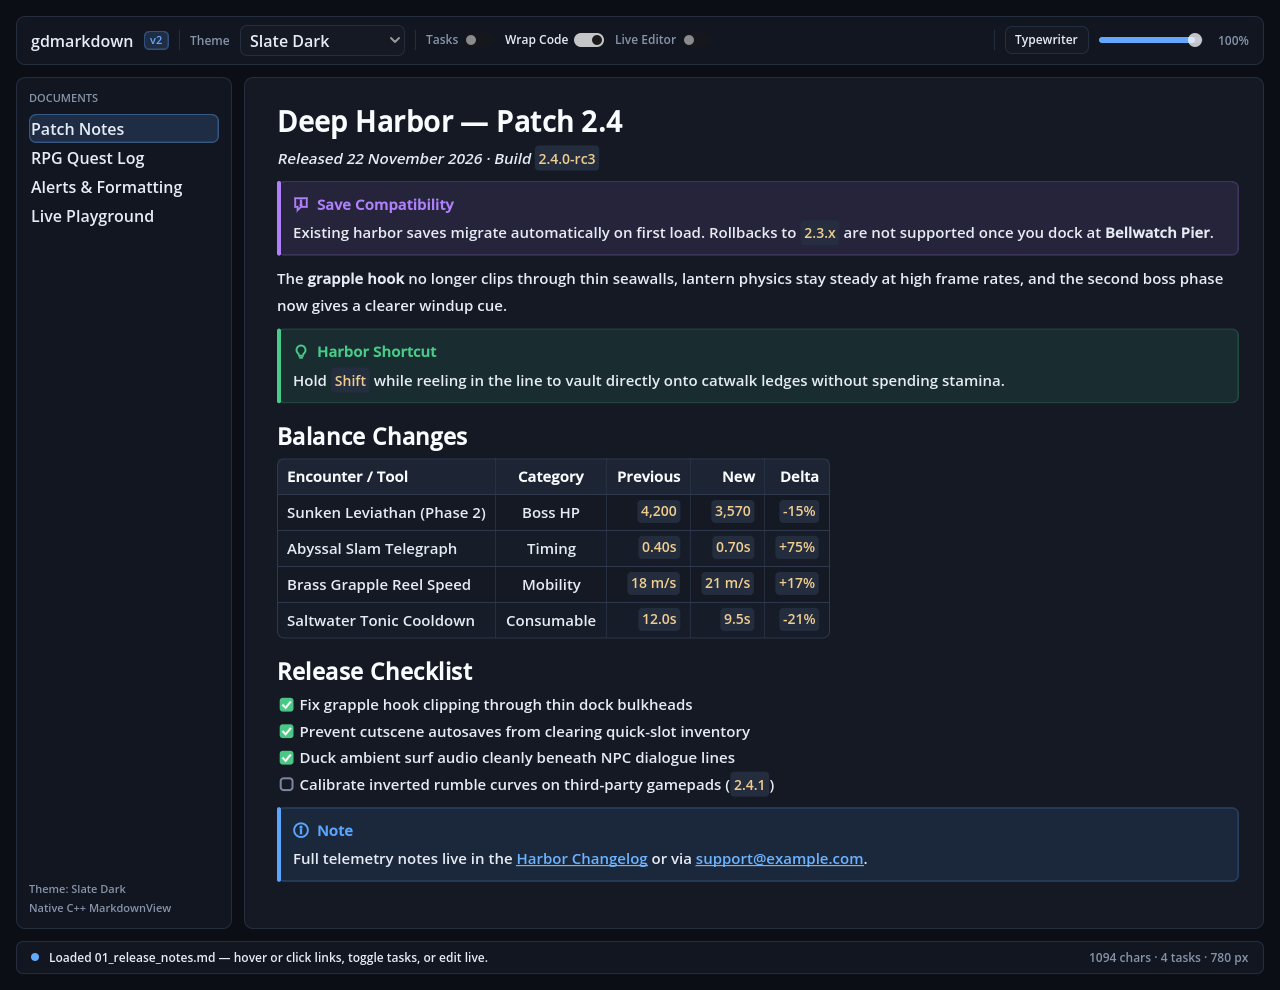 gdmarkdown v2 Theme Slate Dark Tasks Wrap Code Live Editor Typewriter 100%
DOCUMENTS
Patch Notes
RPG Quest Log
Alerts & Formatting
Live Playground
Theme: Slate Dark
Native C++ MarkdownView
Deep Harbor — Patch 2.4
Released 22 November 2026 · Build 2.4.0-rc3
Save Compatibility
Existing harbor saves migrate automatically on first load. Rollbacks to 2.3.x are not supported once you dock at Bellwatch Pier.
The grapple hook no longer clips through thin seawalls, lantern physics stay steady at high frame rates, and the second boss phase
now gives a clearer windup cue.
Harbor Shortcut
Hold Shift while reeling in the line to vault directly onto catwalk ledges without spending stamina.
Balance Changes
Encounter / Tool Category Previous New Delta
Sunken Leviathan (Phase 2) Boss HP 4,200 3,570 -15%
Abyssal Slam Telegraph Timing 0.40s 0.70s +75%
Brass Grapple Reel Speed Mobility 18 m/s 21 m/s +17%
Saltwater Tonic Cooldown Consumable 12.0s 9.5s -21%
Release Checklist
Fix grapple hook clipping through thin dock bulkheads
Prevent cutscene autosaves from clearing quick-slot inventory
Duck ambient surf audio cleanly beneath NPC dialogue lines
Calibrate inverted rumble curves on third-party gamepads (2.4.1)
Note
Full telemetry notes live in the Harbor Changelog or via support@example.com.
Loaded 01_release_notes.md — hover or click links, toggle tasks, or edit live.
1094 chars · 4 tasks · 780 px